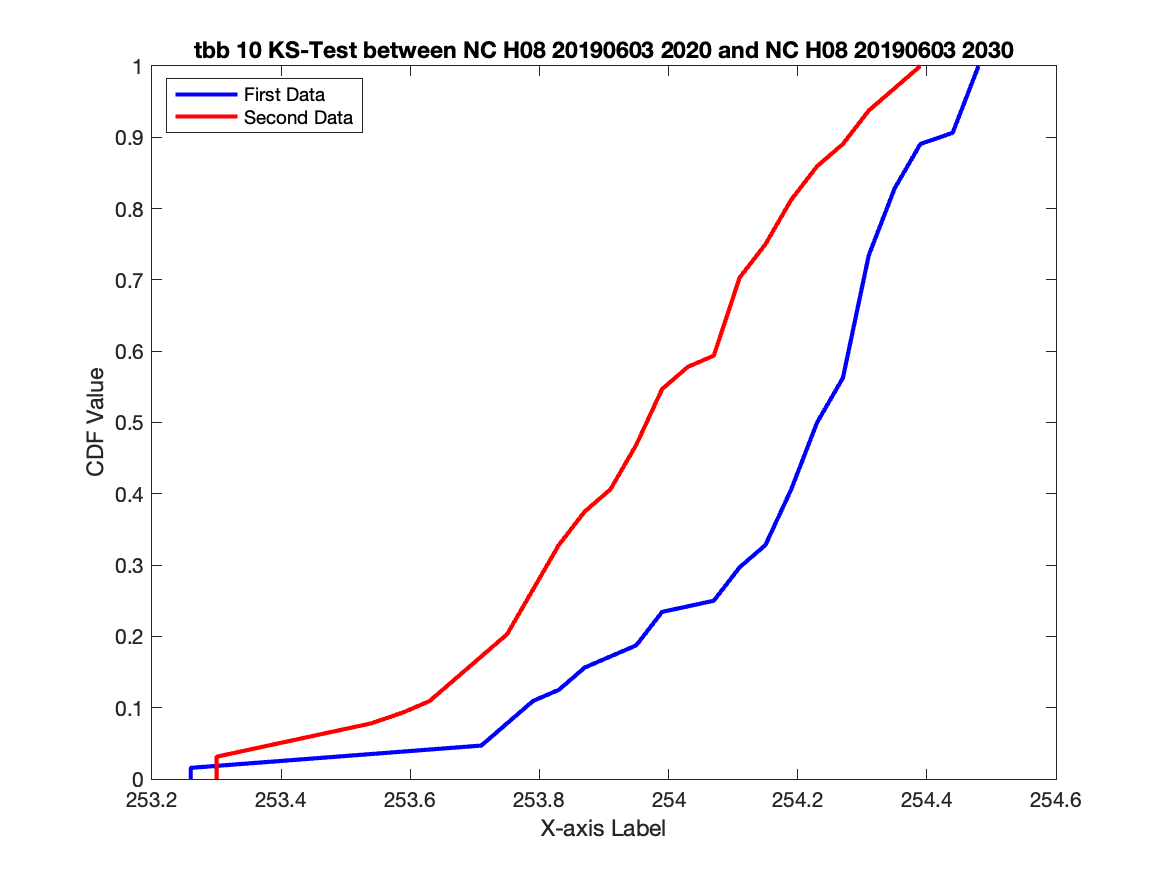 tbb 10 KS-Test between NC H08 20190603 2020 and NC H08 20190603 2030
First Data
Second Data
1
0.9
0.8
0.7
0.6
0.5
0.4
0.3
0.2
0.1
0
CDF Value
253.2 253.4 253.6 253.8 254 254.2 254.4 254.6
X-axis Label